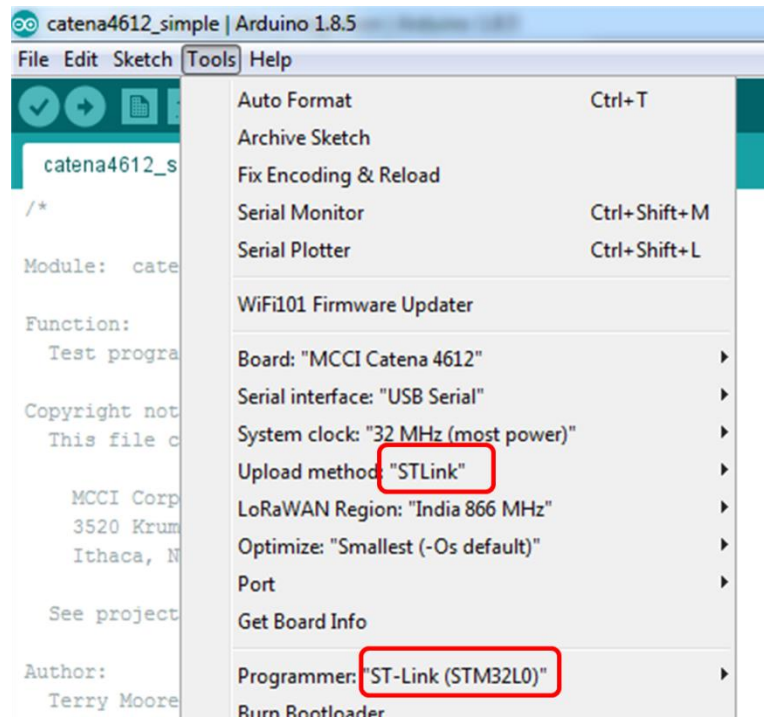 catena4612_simple | Arduino 1.8.5
File Edit Sketch Tools Help
Auto Format Ctrl+T
Archive Sketch
catena4612_s
Fix Encoding & Reload
/*
Serial Monitor Ctrl+Shift+M
Serial Plotter Ctrl+Shift+L
Module: cate
WiFi101 Firmware Updater
Function:
Test progra
Board: "MCCI Catena 4612"
Serial interface: "USB Serial"
Copyright not
System clock: "32 MHz (most power)"
This file c
Upload method: "STLink"
MCCI Corp
LoRaWAN Region: "India 866 MHz"
3520 Krum
Optimize: "Smallest (-Os default)"
Ithaca, N
Port
See project
Get Board Info
Author:
Programmer: "ST-Link (STM32L0)"
Terry Moore
Burn Bootloader